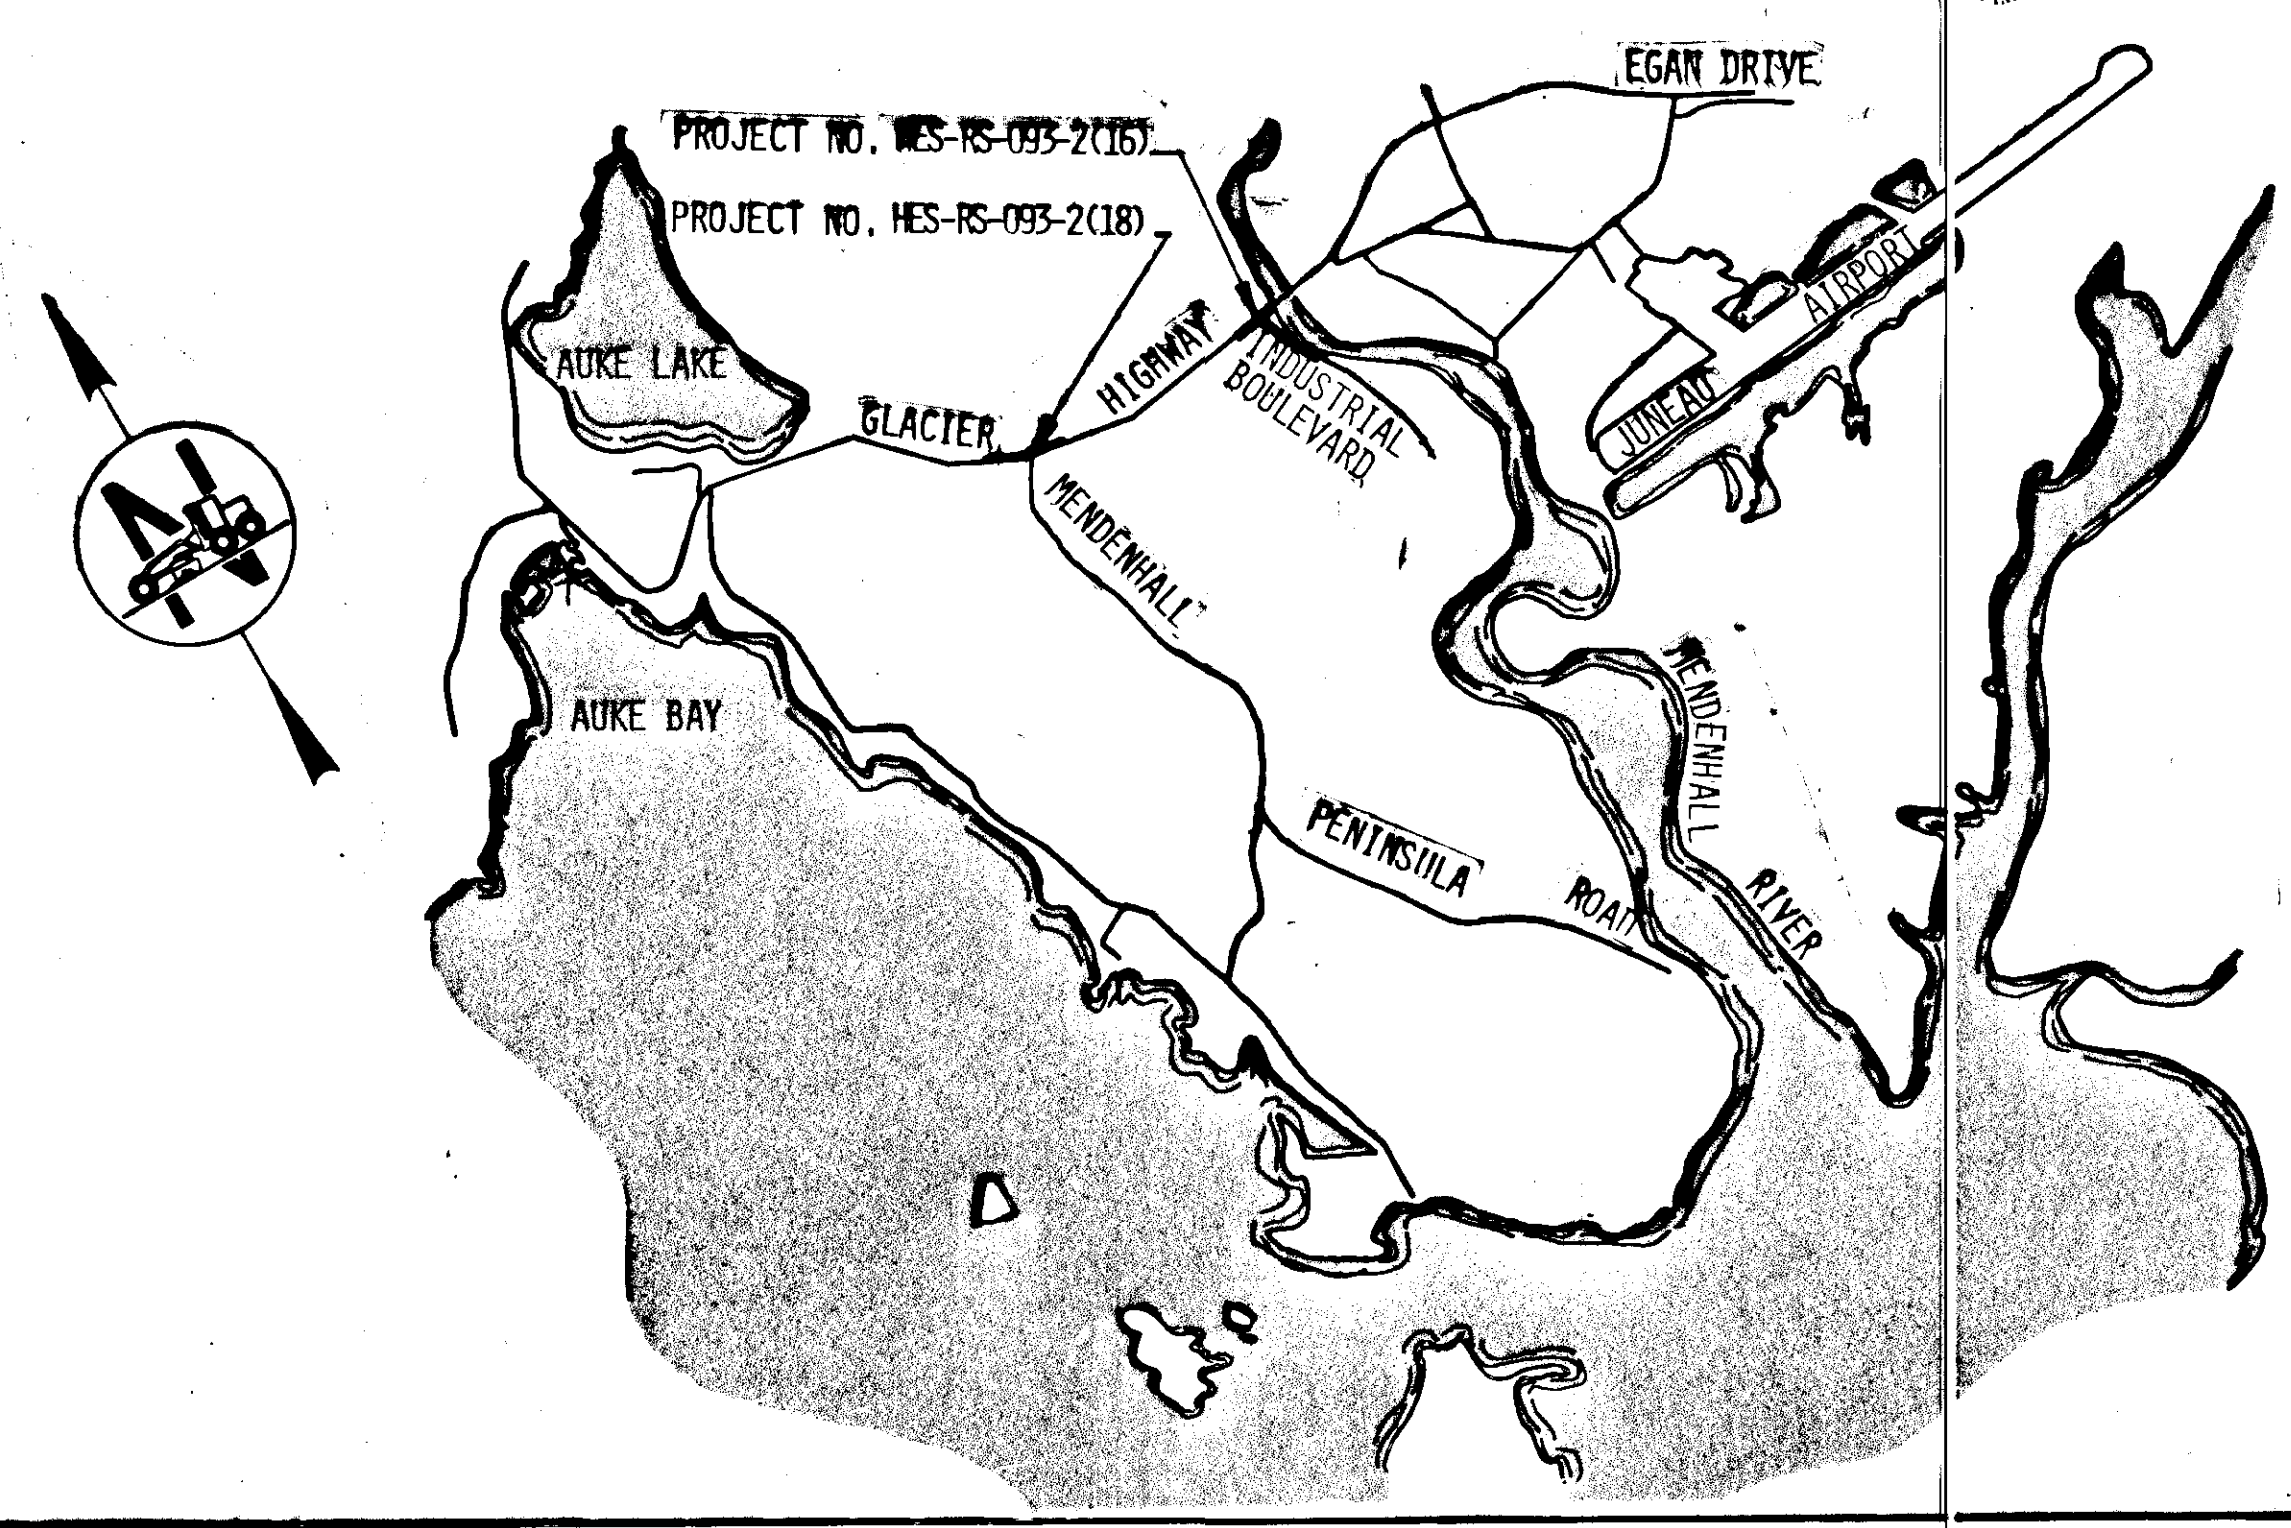 EGAN DRIVE
PROJECT NO. HES-RS-093-2(16)
PROJECT NO. HES-RS-093-2(18)
AUKE LAKE
GLACIER
HIGHWAY
INDUSTRIAL
BOULEVARD
JUNEAU
AIRPORT
N
MENDENHALL
PENINSULA
ROAD
MENDENHALL
RIVER
AUKE BAY